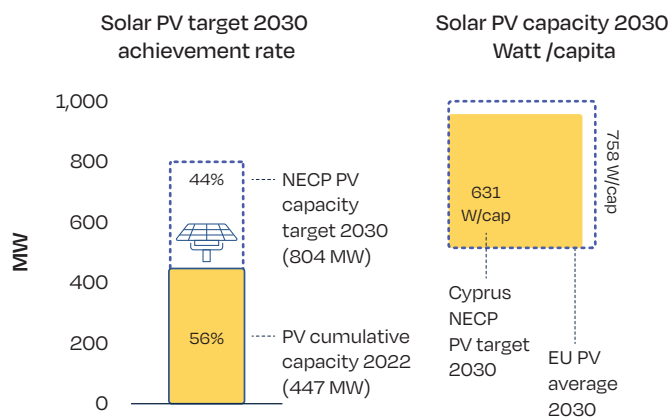 Solar PV target 2030
achievement rate
MW
1,000
800
600
400
200
0
44%
56%
NECP PV
capacity
target 2030
(804 MW)
PV cumulative
capacity 2022
(447 MW)
Solar PV capacity 2030
Watt /capita
631
W/cap
758 W/cap
Cyprus
NECP
PV target
2030
EU PV
average
2030